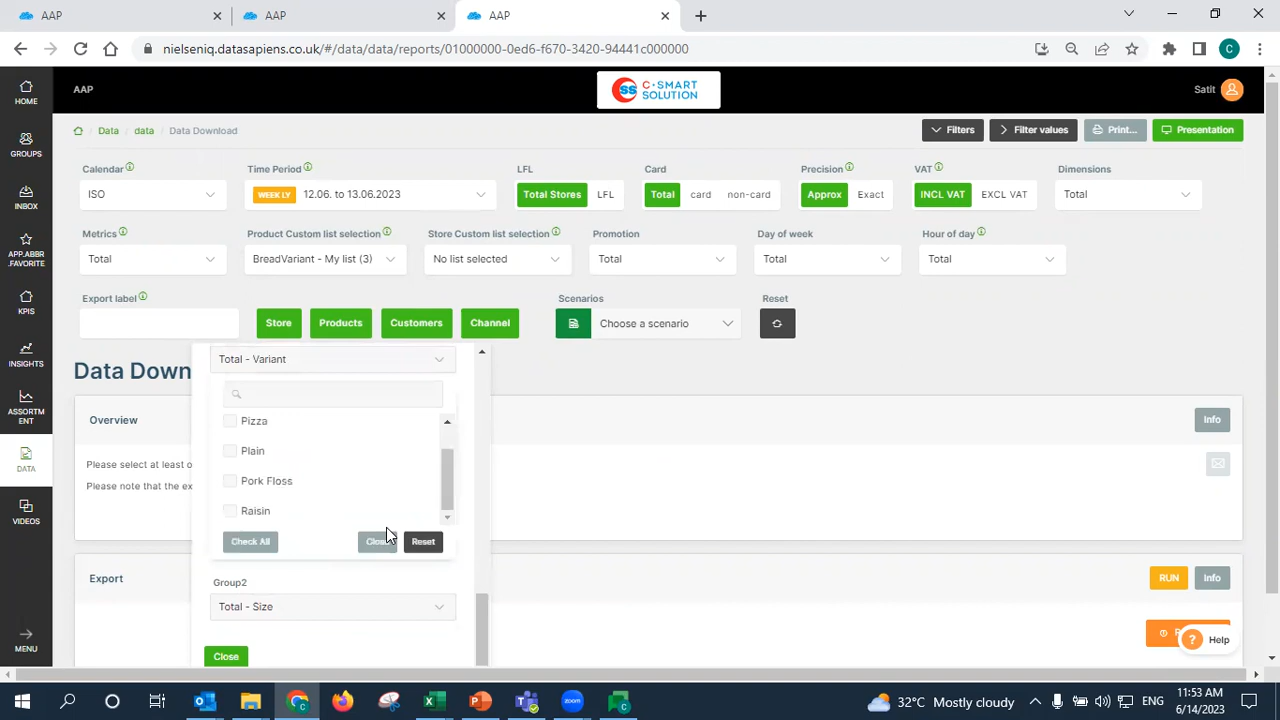 AAP
AAP
AAP
nielseniq.datasapiens.co.uk/#/data/data/reports/01000000-0ed6-f670-3420-94441c000000
C
HOME
AAP
CSS C·SMART SOLUTION
Satit
GROUPS
Data
data
Data Download
Filters
Filter values
Print...
Presentation
Calendar
Time Period
LFL
Card
Precision
VAT
Dimensions
ISO
WEEKLY
12.06. to 13.06.2023
Total Stores
LFL
Total
card
non-card
Approx
Exact
INCL VAT
EXCL VAT
Total
INBOX
Metrics
Product Custom list selection
Store Custom list selection
Promotion
Day of week
Hour of day
APP.ABBR
.FAVORITE
Total
BreadVariant - My list (3)
No list selected
Total
Total
Total
Export label
Scenarios
Reset
KPIS
Store
Products
Customers
Channel
Choose a scenario
INSIGHTS
Total - Variant
Data Down
ASSORTM
ENT
Overview
Pizza
Info
DATA
Please select at least o
Plain
Please note that the ex
Pork Floss
Raisin
VIDEOS
Check All
Reset
Export
Group2
RUN
Info
Total - Size
MENU
Close
Help
32°C Mostly cloudy
ENG
11:53 AM
6/14/2023